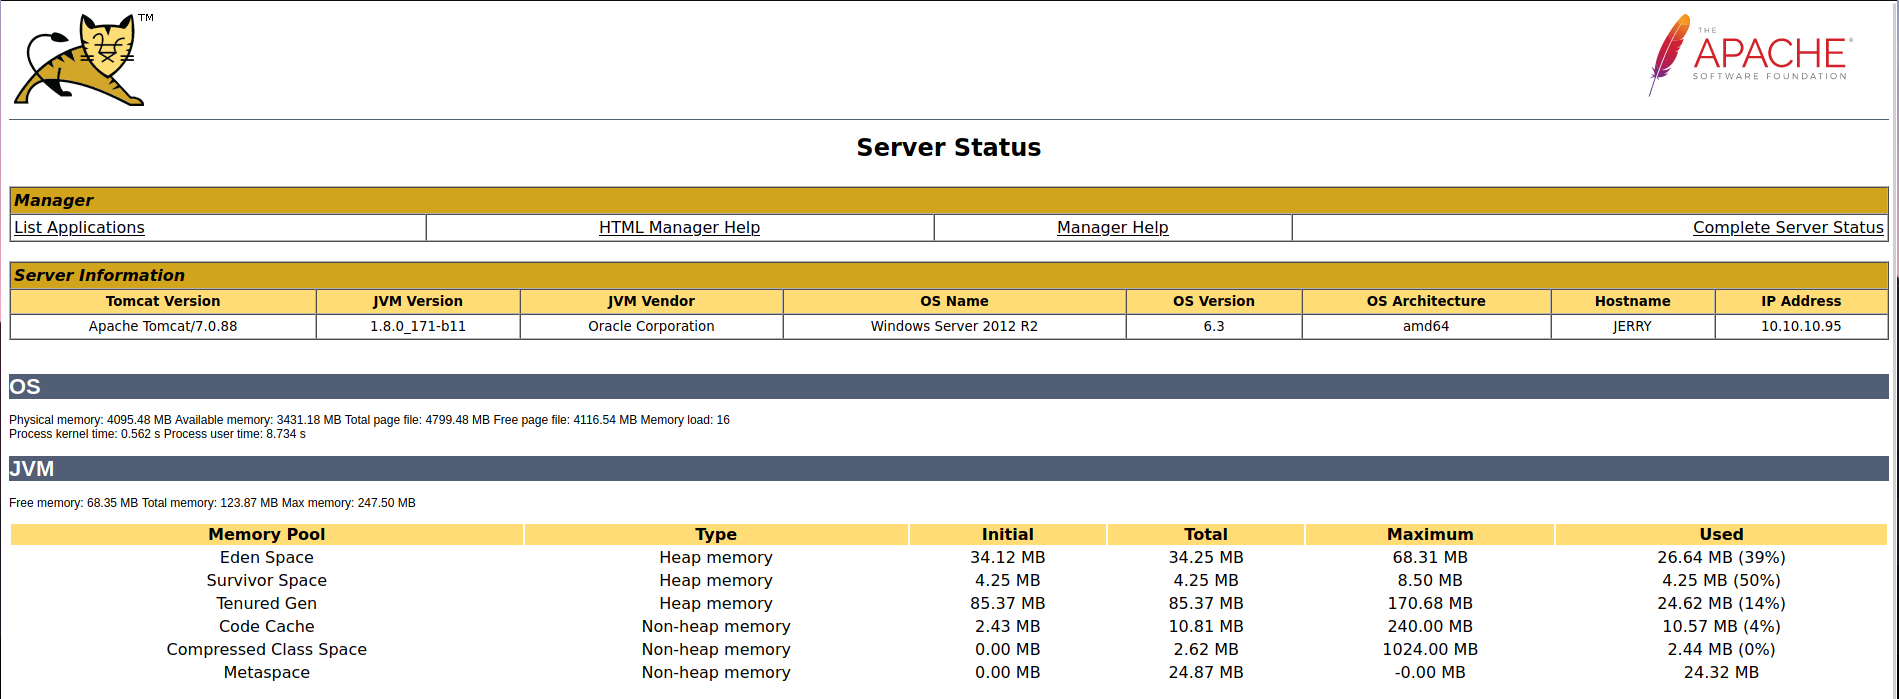 TM
THE
APACHE®
SOFTWARE FOUNDATION
Server Status
Manager
List Applications HTML Manager Help Manager Help Complete Server Status
Server Information
Tomcat Version JVM Version JVM Vendor OS Name OS Version OS Architecture Hostname IP Address
Apache Tomcat/7.0.88 1.8.0_171-b11 Oracle Corporation Windows Server 2012 R2 6.3 amd64 JERRY 10.10.10.95
OS
Physical memory: 4095.48 MB Available memory: 3431.18 MB Total page file: 4799.48 MB Free page file: 4116.54 MB Memory load: 16
Process kernel time: 0.562 s Process user time: 8.734 s
JVM
Free memory: 68.35 MB Total memory: 123.87 MB Max memory: 247.50 MB
Memory Pool Type Initial Total Maximum Used
Eden Space Heap memory 34.12 MB 34.25 MB 68.31 MB 26.64 MB (39%)
Survivor Space Heap memory 4.25 MB 4.25 MB 8.50 MB 4.25 MB (50%)
Tenured Gen Heap memory 85.37 MB 85.37 MB 170.68 MB 24.62 MB (14%)
Code Cache Non-heap memory 2.43 MB 10.81 MB 240.00 MB 10.57 MB (4%)
Compressed Class Space Non-heap memory 0.00 MB 2.62 MB 1024.00 MB 2.44 MB (0%)
Metaspace Non-heap memory 0.00 MB 24.87 MB -0.00 MB 24.32 MB